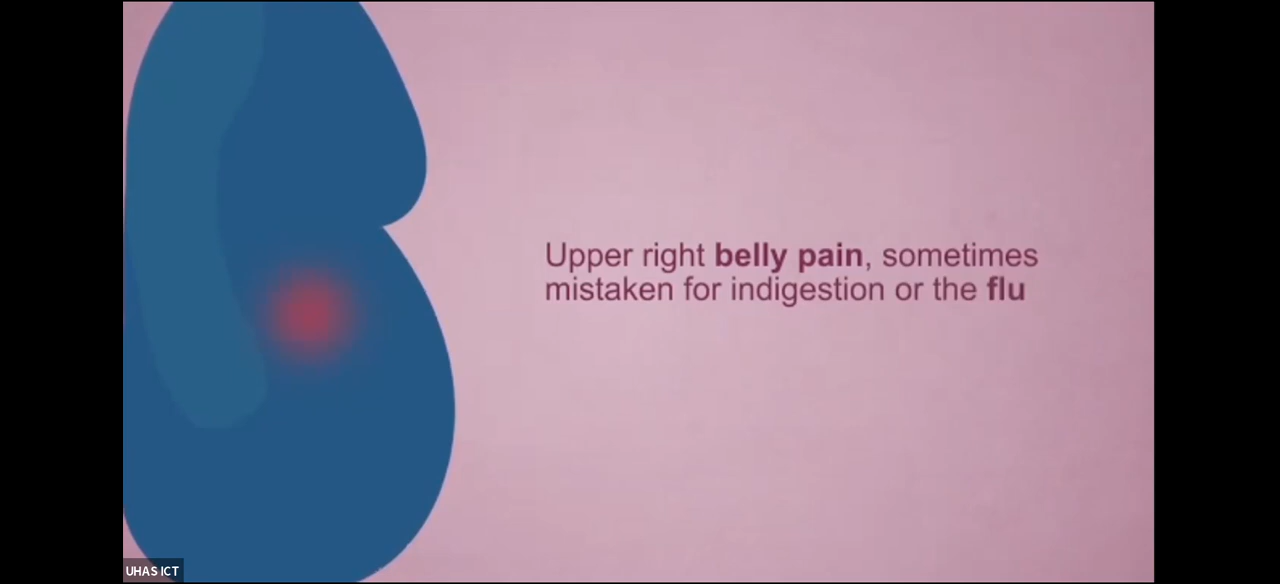 Upper right belly pain, sometimes
mistaken for indigestion or the flu
UHAS ICT